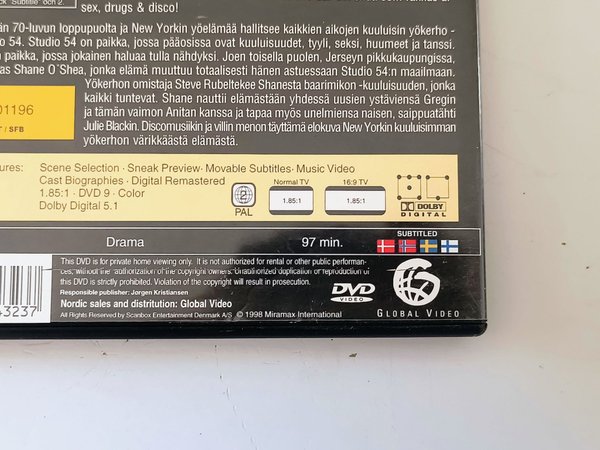 sex, drugs & disco!
än 70-luvun loppupuolta ja New Yorkin yöelämää hallitsee kaikkien aikojen kuuluisin yökerho -
o 54. Studio 54 on paikka, jossa pääosissa ovat kuuluisuudet, tyyli, seksi, huumeet ja tanssi.
paikka, jossa jokainen haluaa tulla nähdyksi. Joen toisella puolen, Jerseyn pikkukaupungissa,
as Shane O´Shea, jonka elämä muuttuu totaalisesti hänen astuessaan Studio 54:n maailmaan.
Yökerhon omistaja Steve Rubeltekee Shanesta baarimikon -kuuluisuuden, jonka
kaikki tuntevat. Shane nauttii elämästään yhdessä uusien ystäviensä Gregin
ja tämän vaimon Anitan kanssa ja tapaa myös unelmiensa naisen, saippuatähti
Julie Blackin. Discomusiikin ja villin menon täyttämä elokuva New Yorkin kuuluisimman
yökerhon värikkäästä elämästä.
01196
/ SFB
ures: Scene Selection · Sneak Preview · Movable Subtitles · Music Video
Cast Biographies · Digital Remastered
1.85:1 · DVD 9 · Color
Dolby Digital 5.1
2
PAL
Normal TV
1.85:1
16:9 TV
1.85:1
DOLBY
DIGITAL
Drama
97 min.
SUBTITLED
This DVD is for private home viewing only. It is not authorized for rental or other public performan-
ces, without the authorization of the copyright owners. Unauthorized duplication or reproduction of
this DVD is strictly prohibited. Violation of the copyright will result in prosecution.
Responsible publisher: Jørgen Kristiansen
Nordic sales and distritution: Global Video
All Rights Reserved by Scanbox Entertainment Denmark A/S © 1998 Miramax International
3237
DVD
VIDEO
GLOBAL VIDEO